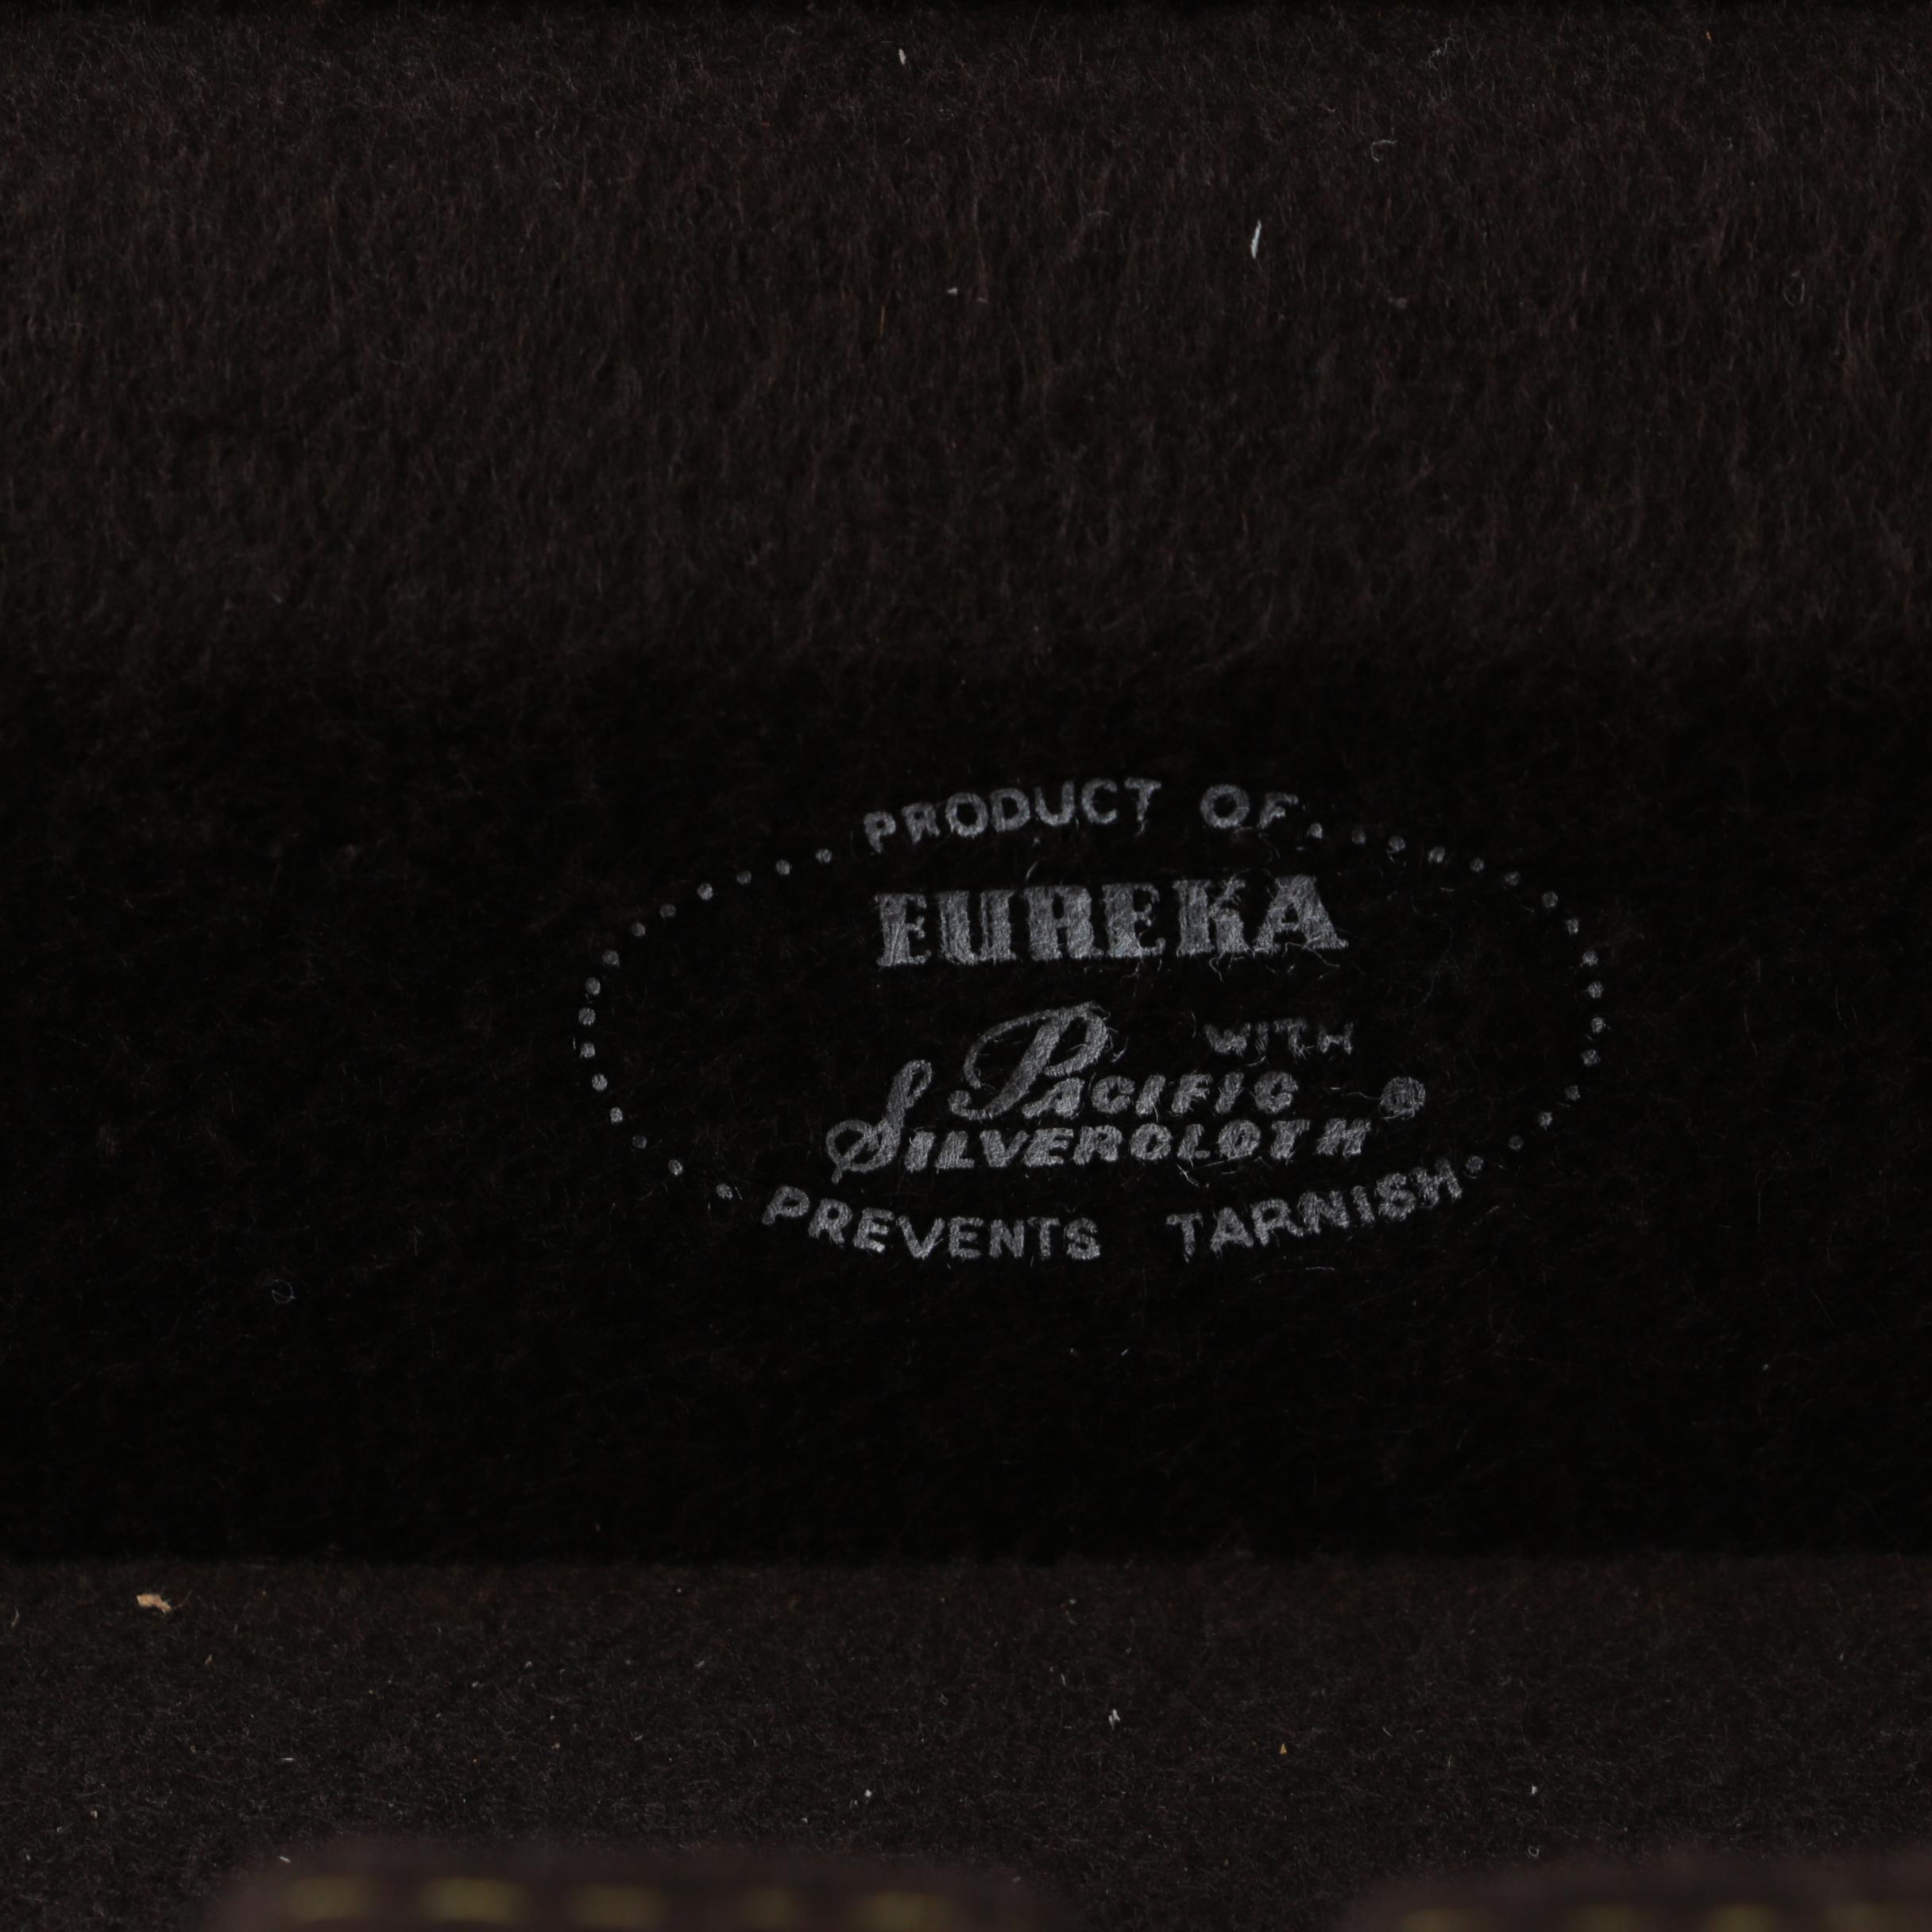 PRODUCT OF
EUREKA
WITH
PACIFIC ®
SILVERCLOTH
PREVENTS TARNISH